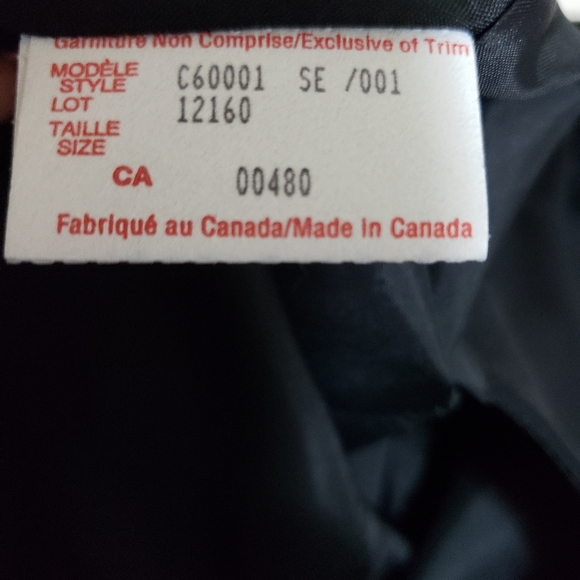 Garniture Non Comprise/Exclusive of Trim
MODÈLE
STYLE C60001 SE /001
LOT 12160
TAILLE
SIZE
CA 00480
Fabriqué au Canada/Made in Canada